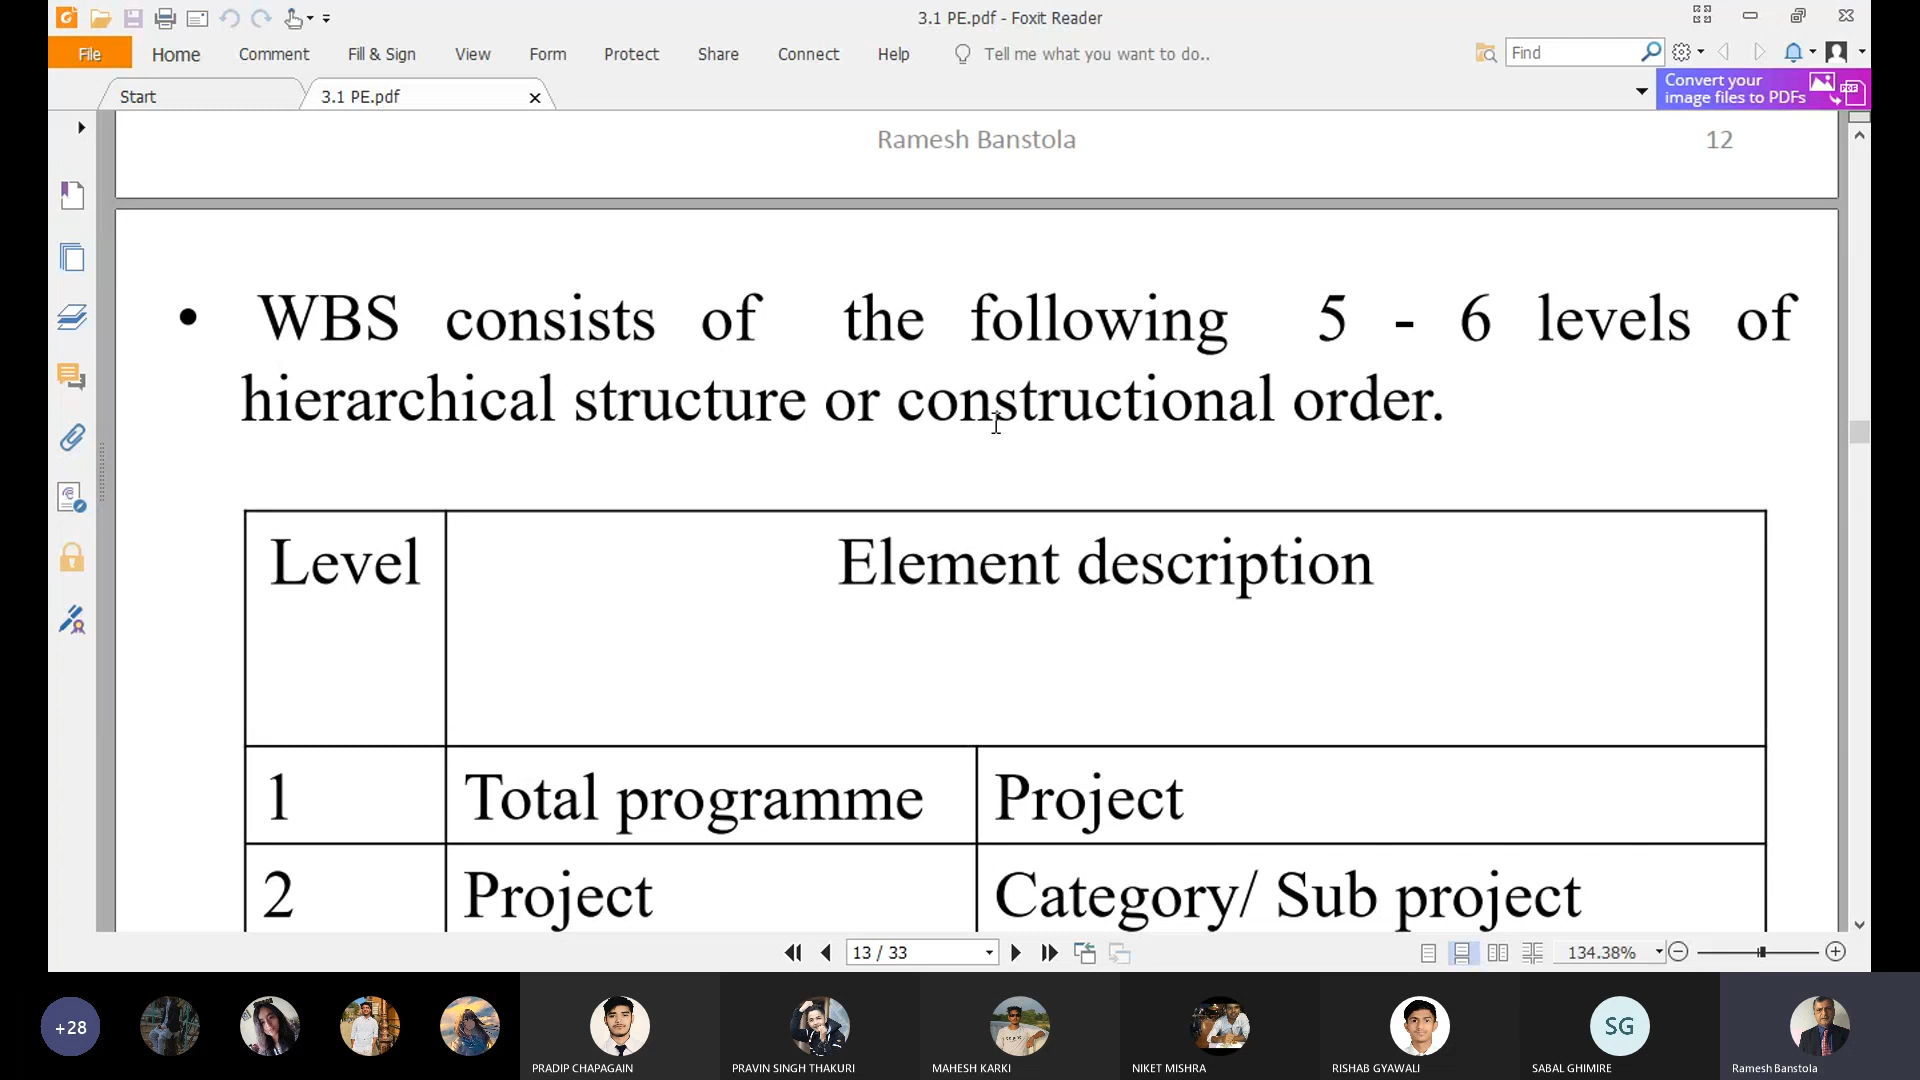 3.1 PE.pdf - Foxit Reader
File Home Comment Fill & Sign View Form Protect Share Connect Help Tell me what you want to do.. Find
Start 3.1 PE.pdf
Convert your
image files to PDFs
PDF
Ramesh Banstola 12
• WBS consists of the following 5 - 6 levels of
hierarchical structure or constructional order.
Level Element description
1 Total programme Project
2 Project Category/ Sub project
13 / 33 134.38%
+28 SG
PRADIP CHAPAGAIN PRAVIN SINGH THAKURI MAHESH KARKI NIKET MISHRA RISHAB GYAWALI SABAL GHIMIRE Ramesh Banstola